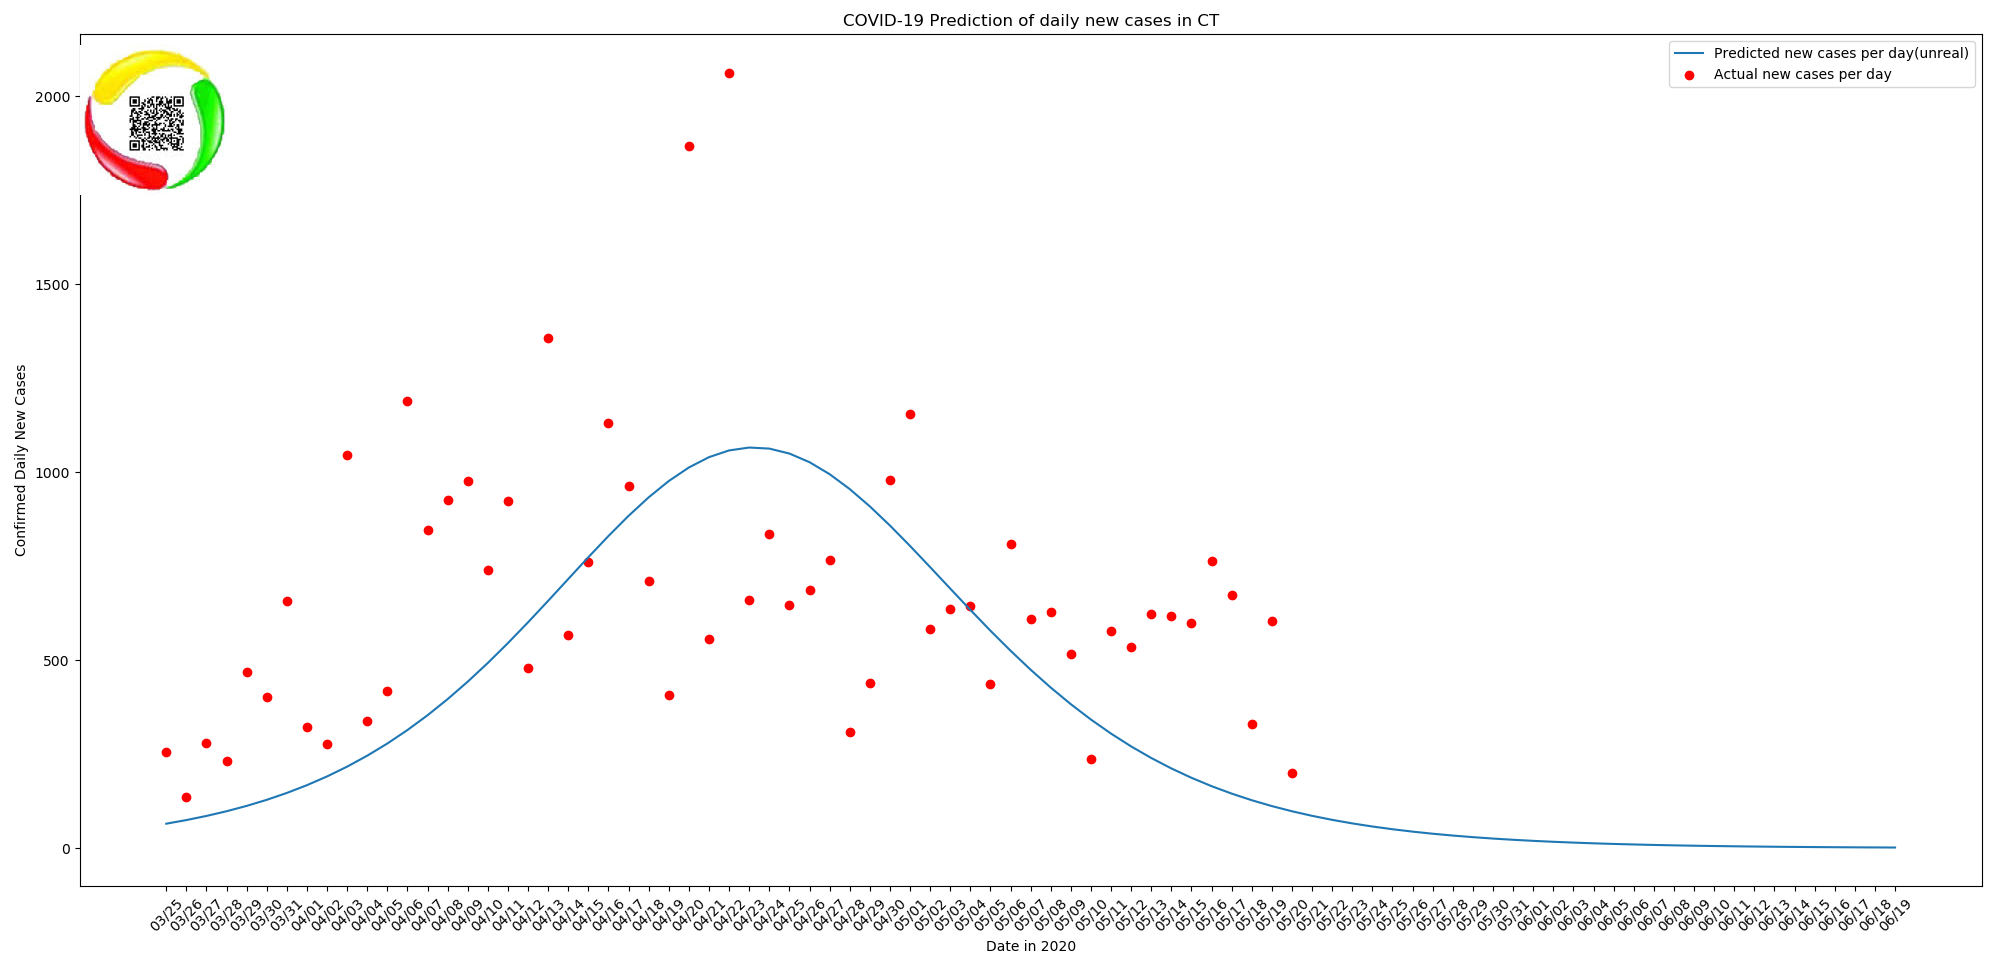 COVID-19 Prediction of daily new cases in CT
Predicted new cases per day(unreal)
Actual new cases per day
2000
1500
1000
500
0
Confirmed Daily New Cases
03/25 03/26 03/27 03/28 03/29 03/30 03/31 04/01 04/02 04/03 04/04 04/05 04/06 04/07 04/08 04/09 04/10 04/11 04/12 04/13 04/14 04/15 04/16 04/17 04/18 04/19 04/20 04/21 04/22 04/23 04/24 04/25 04/26 04/27 04/28 04/29 04/30 05/01 05/02 05/03 05/04 05/05 05/06 05/07 05/08 05/09 05/10 05/11 05/12 05/13 05/14 05/15 05/16 05/17 05/18 05/19 05/20 05/21 05/22 05/23 05/24 05/25 05/26 05/27 05/28 05/29 05/30 05/31 06/01 06/02 06/03 06/04 06/05 06/06 06/07 06/08 06/09 06/10 06/11 06/12 06/13 06/14 06/15 06/16 06/17 06/18 06/19
Date in 2020